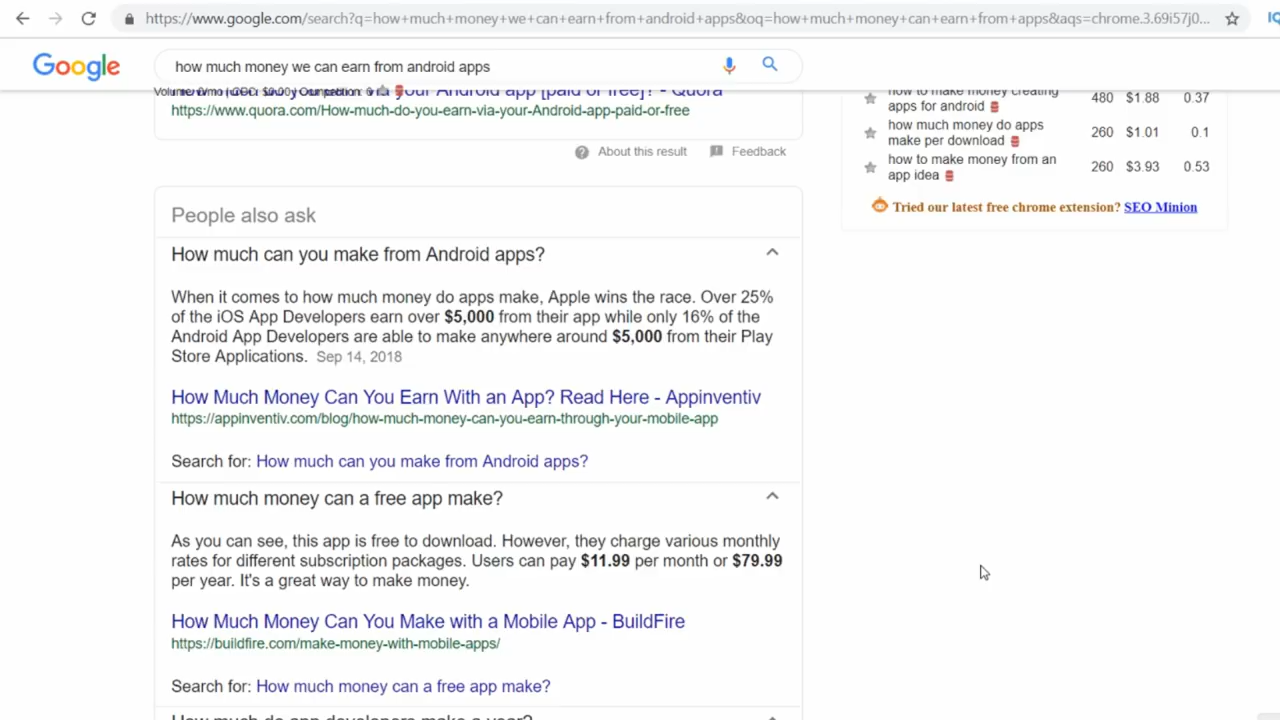 https://www.google.com/search?q=how+much+money+we+can+earn+from+android+apps&oq=how+much+money+can+earn+from+apps&aqs=chrome.3.69i57j0...
Google
how much money we can earn from android apps
your Android app [paid or free]? - Quora
https://www.quora.com/How-much-do-you-earn-via-your-Android-app-paid-or-free
About this result
Feedback
People also ask
How much can you make from Android apps?
When it comes to how much money do apps make, Apple wins the race. Over 25%
of the iOS App Developers earn over $5,000 from their app while only 16% of the
Android App Developers are able to make anywhere around $5,000 from their Play
Store Applications. Sep 14, 2018
How Much Money Can You Earn With an App? Read Here - Appinventiv
https://appinventiv.com/blog/how-much-money-can-you-earn-through-your-mobile-app
Search for: How much can you make from Android apps?
How much money can a free app make?
As you can see, this app is free to download. However, they charge various monthly
rates for different subscription packages. Users can pay $11.99 per month or $79.99
per year. It's a great way to make money.
How Much Money Can You Make with a Mobile App - BuildFire
https://buildfire.com/make-money-with-mobile-apps/
Search for: How much money can a free app make?
How much do app developers make a year?
how to make money creating
apps for android 480 $1.88 0.37
how much money do apps
make per download 260 $1.01 0.1
how to make money from an
app idea 260 $3.93 0.53
Tried our latest free chrome extension? SEO Minion